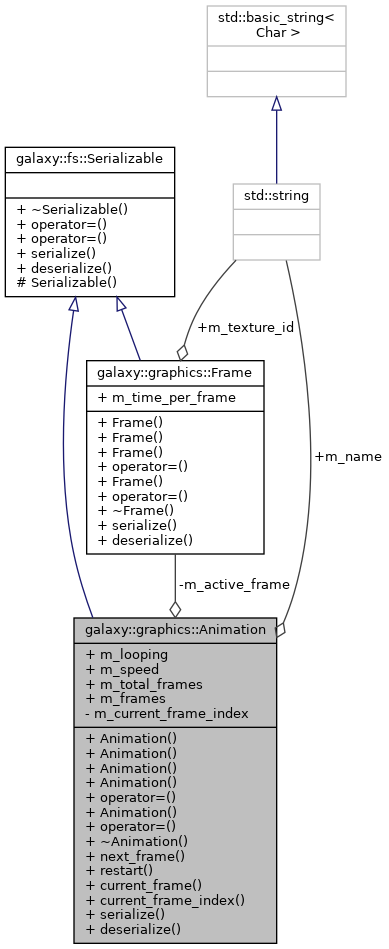 std::basic_string<
Char >
galaxy::fs::Serializable
+ ~Serializable()
+ operator=()
+ operator=()
+ serialize()
+ deserialize()
# Serializable()
std::string
+m_texture_id
galaxy::graphics::Frame
+ m_time_per_frame
+ Frame()
+ Frame()
+ Frame()
+ operator=()
+ Frame()
+ operator=()
+ ~Frame()
+ serialize()
+ deserialize()
+m_name
-m_active_frame
galaxy::graphics::Animation
+ m_looping
+ m_speed
+ m_total_frames
+ m_frames
- m_current_frame_index
+ Animation()
+ Animation()
+ Animation()
+ Animation()
+ operator=()
+ Animation()
+ operator=()
+ ~Animation()
+ next_frame()
+ restart()
+ current_frame()
+ current_frame_index()
+ serialize()
+ deserialize()